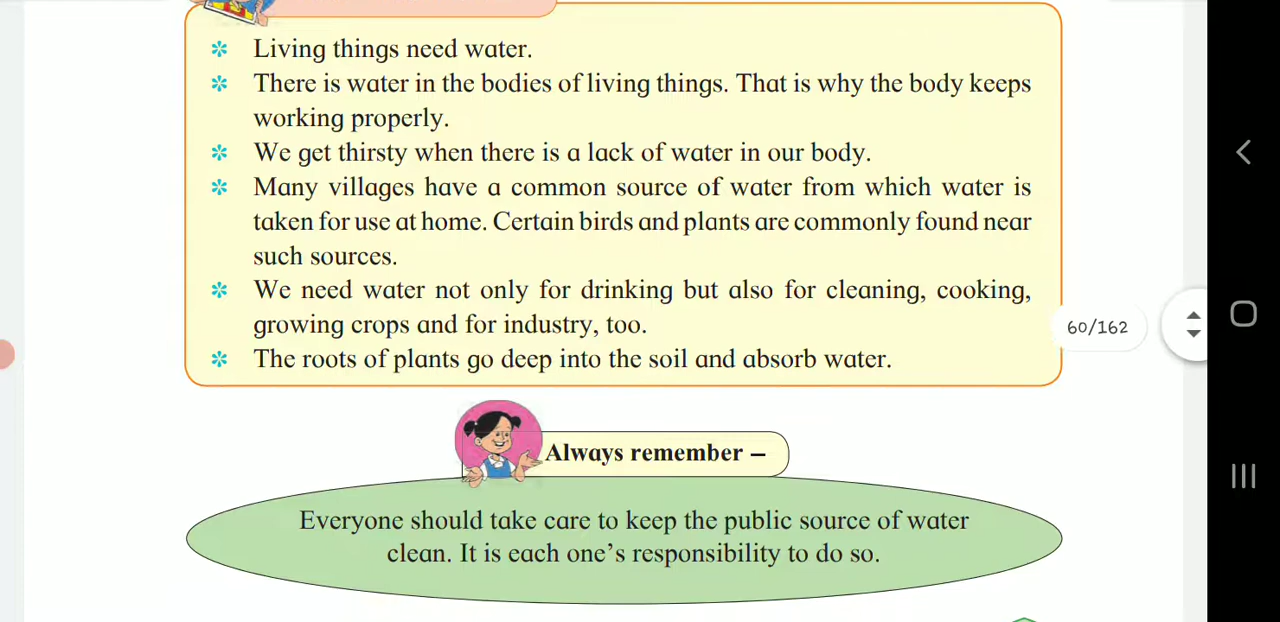 * Living things need water.
* There is water in the bodies of living things. That is why the body keeps
working properly.
* We get thirsty when there is a lack of water in our body.
* Many villages have a common source of water from which water is
taken for use at home. Certain birds and plants are commonly found near
such sources.
* We need water not only for drinking but also for cleaning, cooking,
growing crops and for industry, too.
60/162
* The roots of plants go deep into the soil and absorb water.
Always remember –
Everyone should take care to keep the public source of water
clean. It is each one’s responsibility to do so.